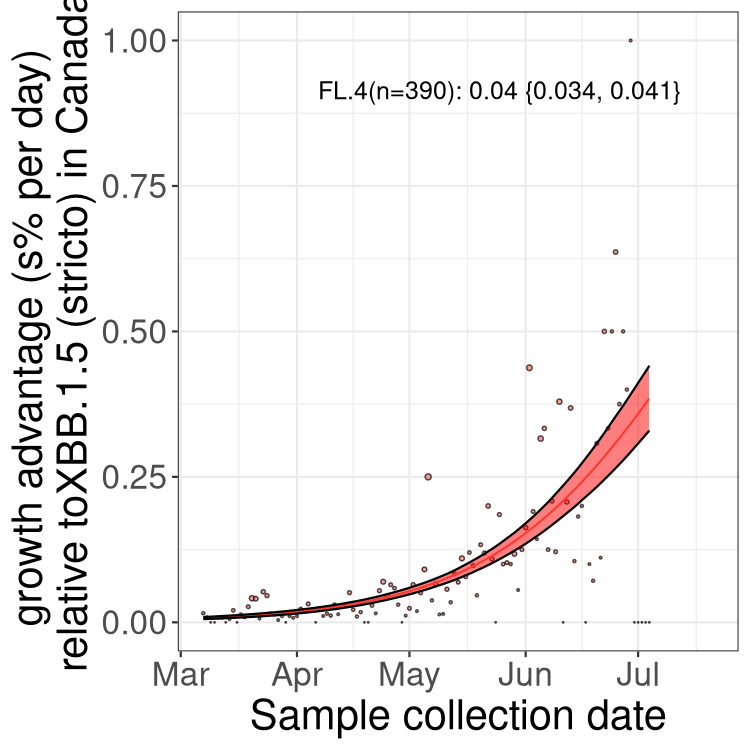 growth advantage (s% per day)
relative toXBB.1.5 (stricto) in Canada
1.00
0.75
0.50
0.25
0.00
FL.4(n=390): 0.04 {0.034, 0.041}
Mar Apr May Jun Jul
Sample collection date